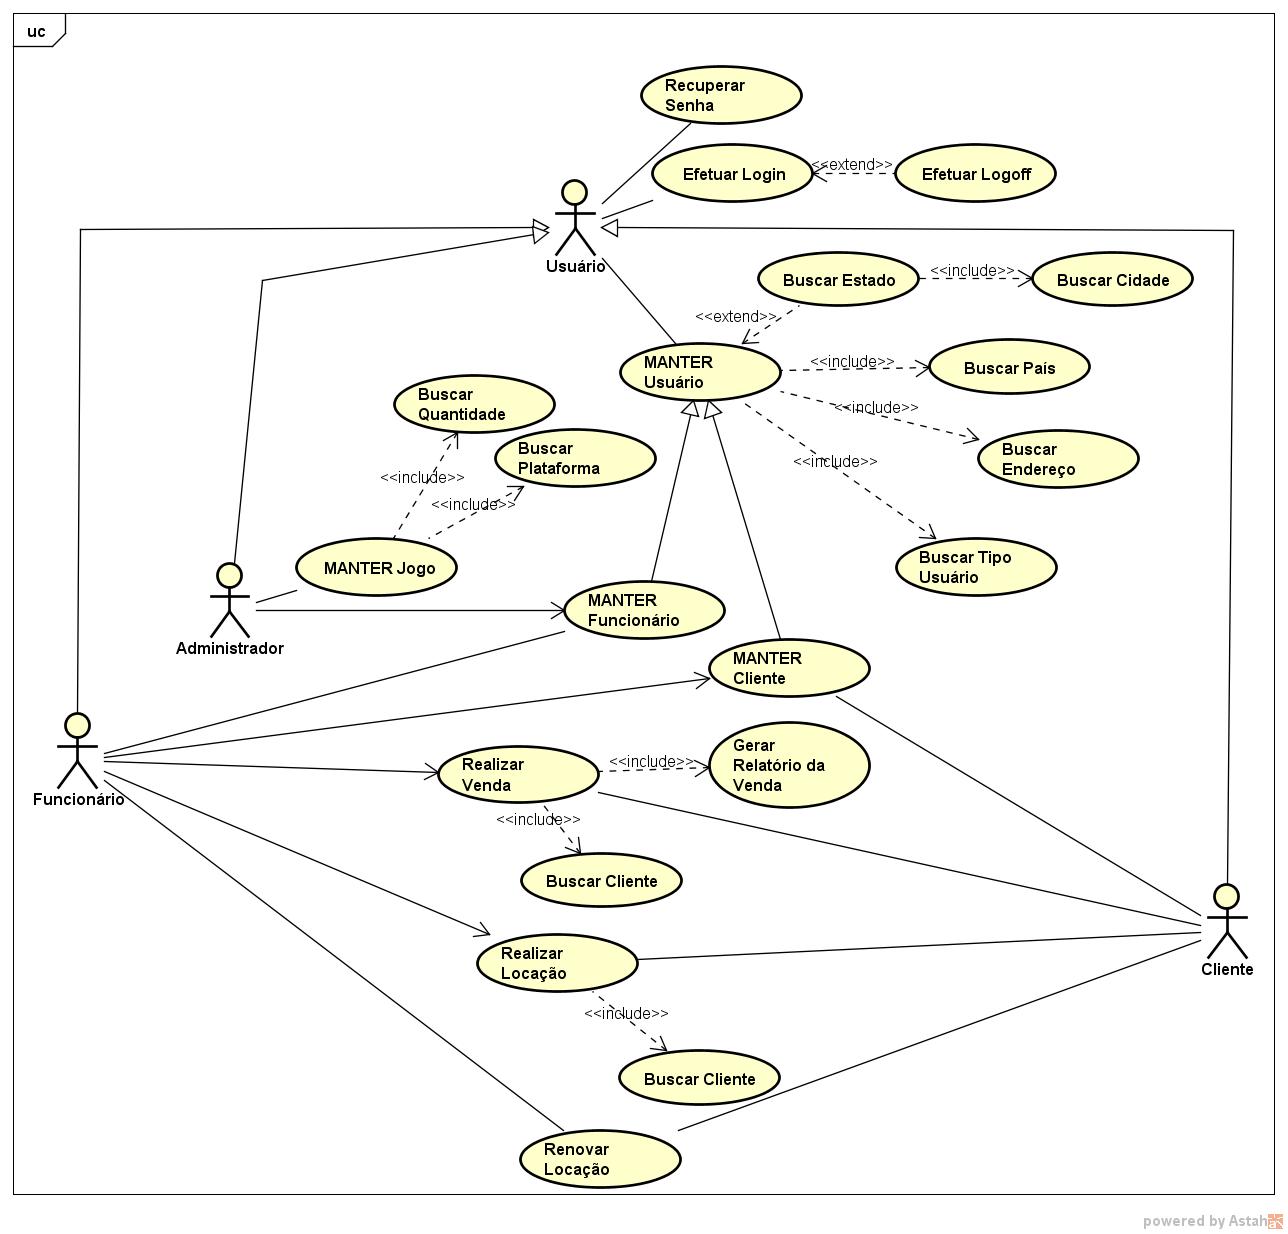 uc
Recuperar
Senha
Efetuar Login
<<extend>>
Efetuar Logoff
Usuário
Buscar Estado
<<include>>
Buscar Cidade
<<extend>>
MANTER
Usuário
<<include>>
Buscar País
<<include>>
Buscar
Endereço
<<include>>
Buscar Tipo
Usuário
Buscar
Quantidade
Buscar
Plataforma
<<include>>
<<include>>
MANTER Jogo
Administrador
MANTER
Funcionário
MANTER
Cliente
Funcionário
Realizar
Venda
<<include>>
Gerar
Relatório da
Venda
<<include>>
Buscar Cliente
Realizar
Locação
Cliente
<<include>>
Buscar Cliente
Renovar
Locação
powered by Astah